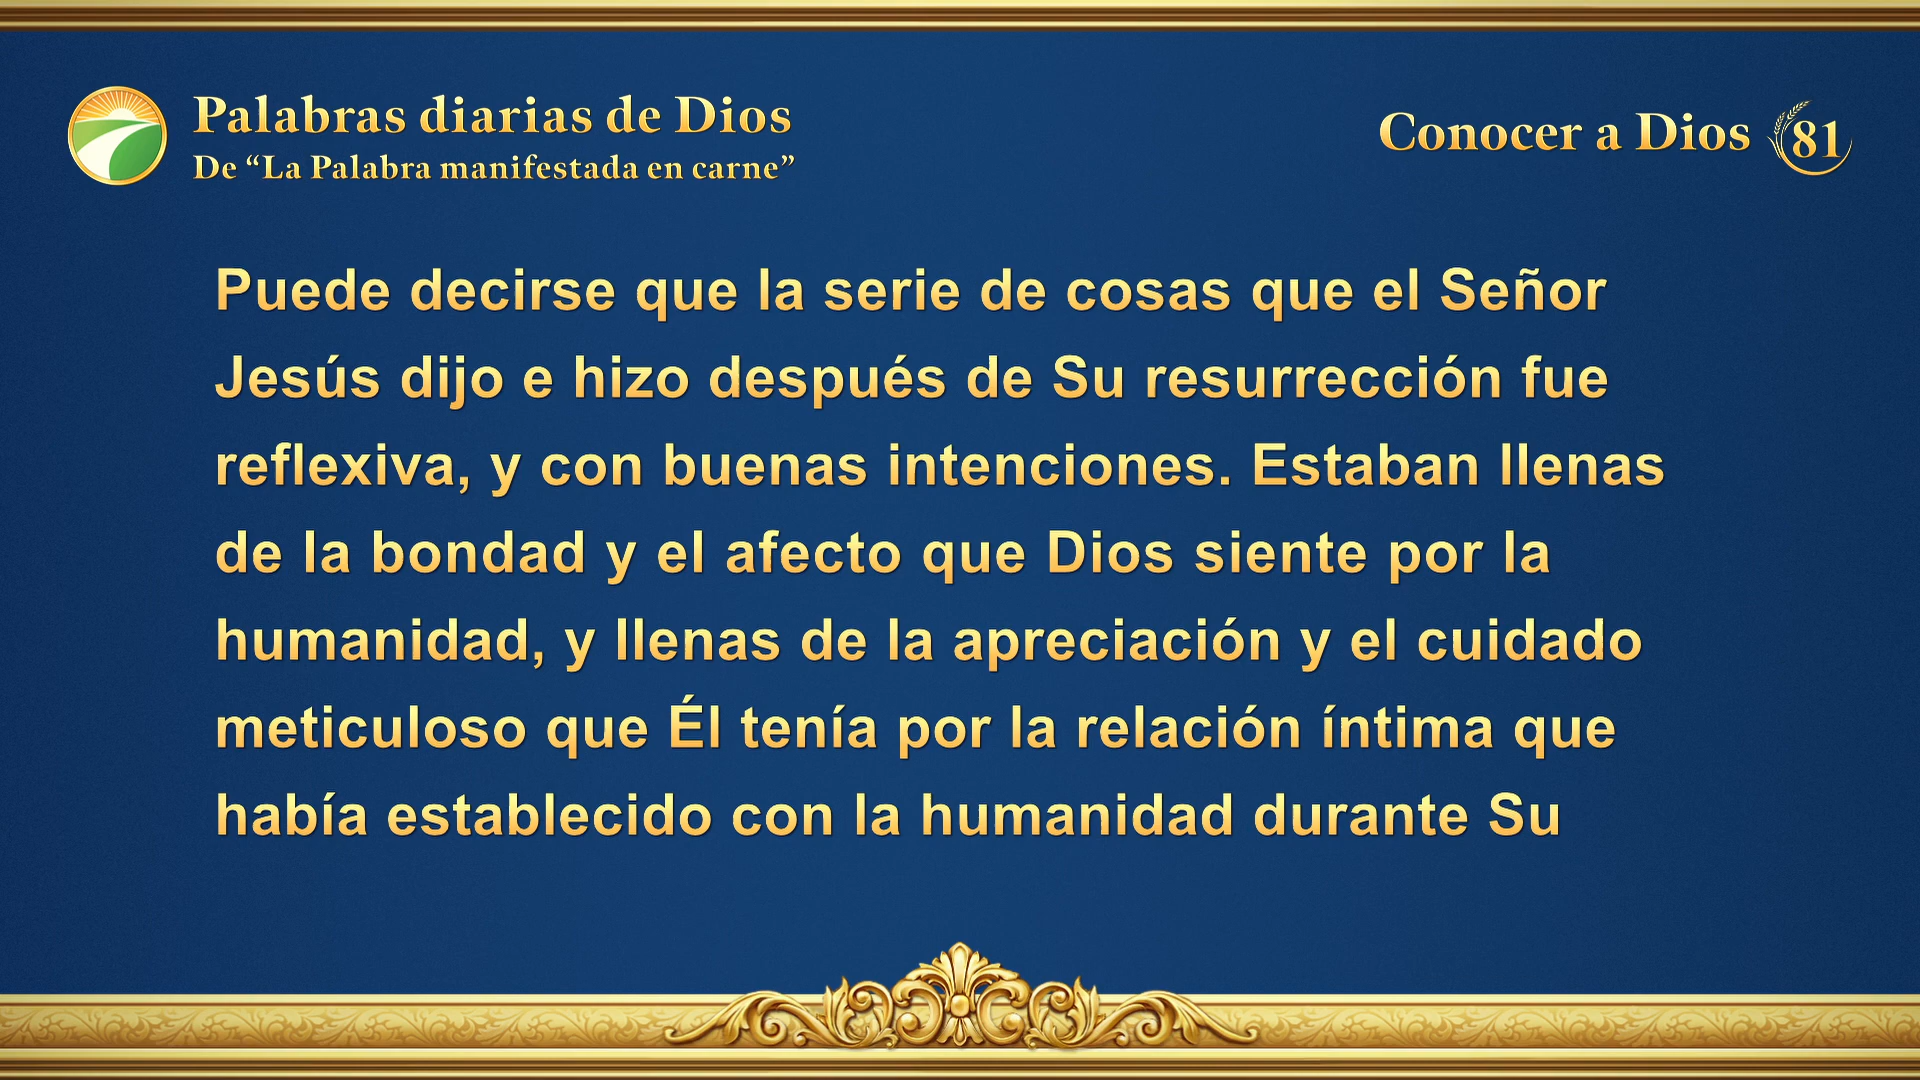 Palabras diarias de Dios
De “La Palabra manifestada en carne”
Conocer a Dios 81
Puede decirse que la serie de cosas que el Señor
Jesús dijo e hizo después de Su resurrección fue
reflexiva, y con buenas intenciones. Estaban llenas
de la bondad y el afecto que Dios siente por la
humanidad, y llenas de la apreciación y el cuidado
meticuloso que Él tenía por la relación íntima que
había establecido con la humanidad durante Su